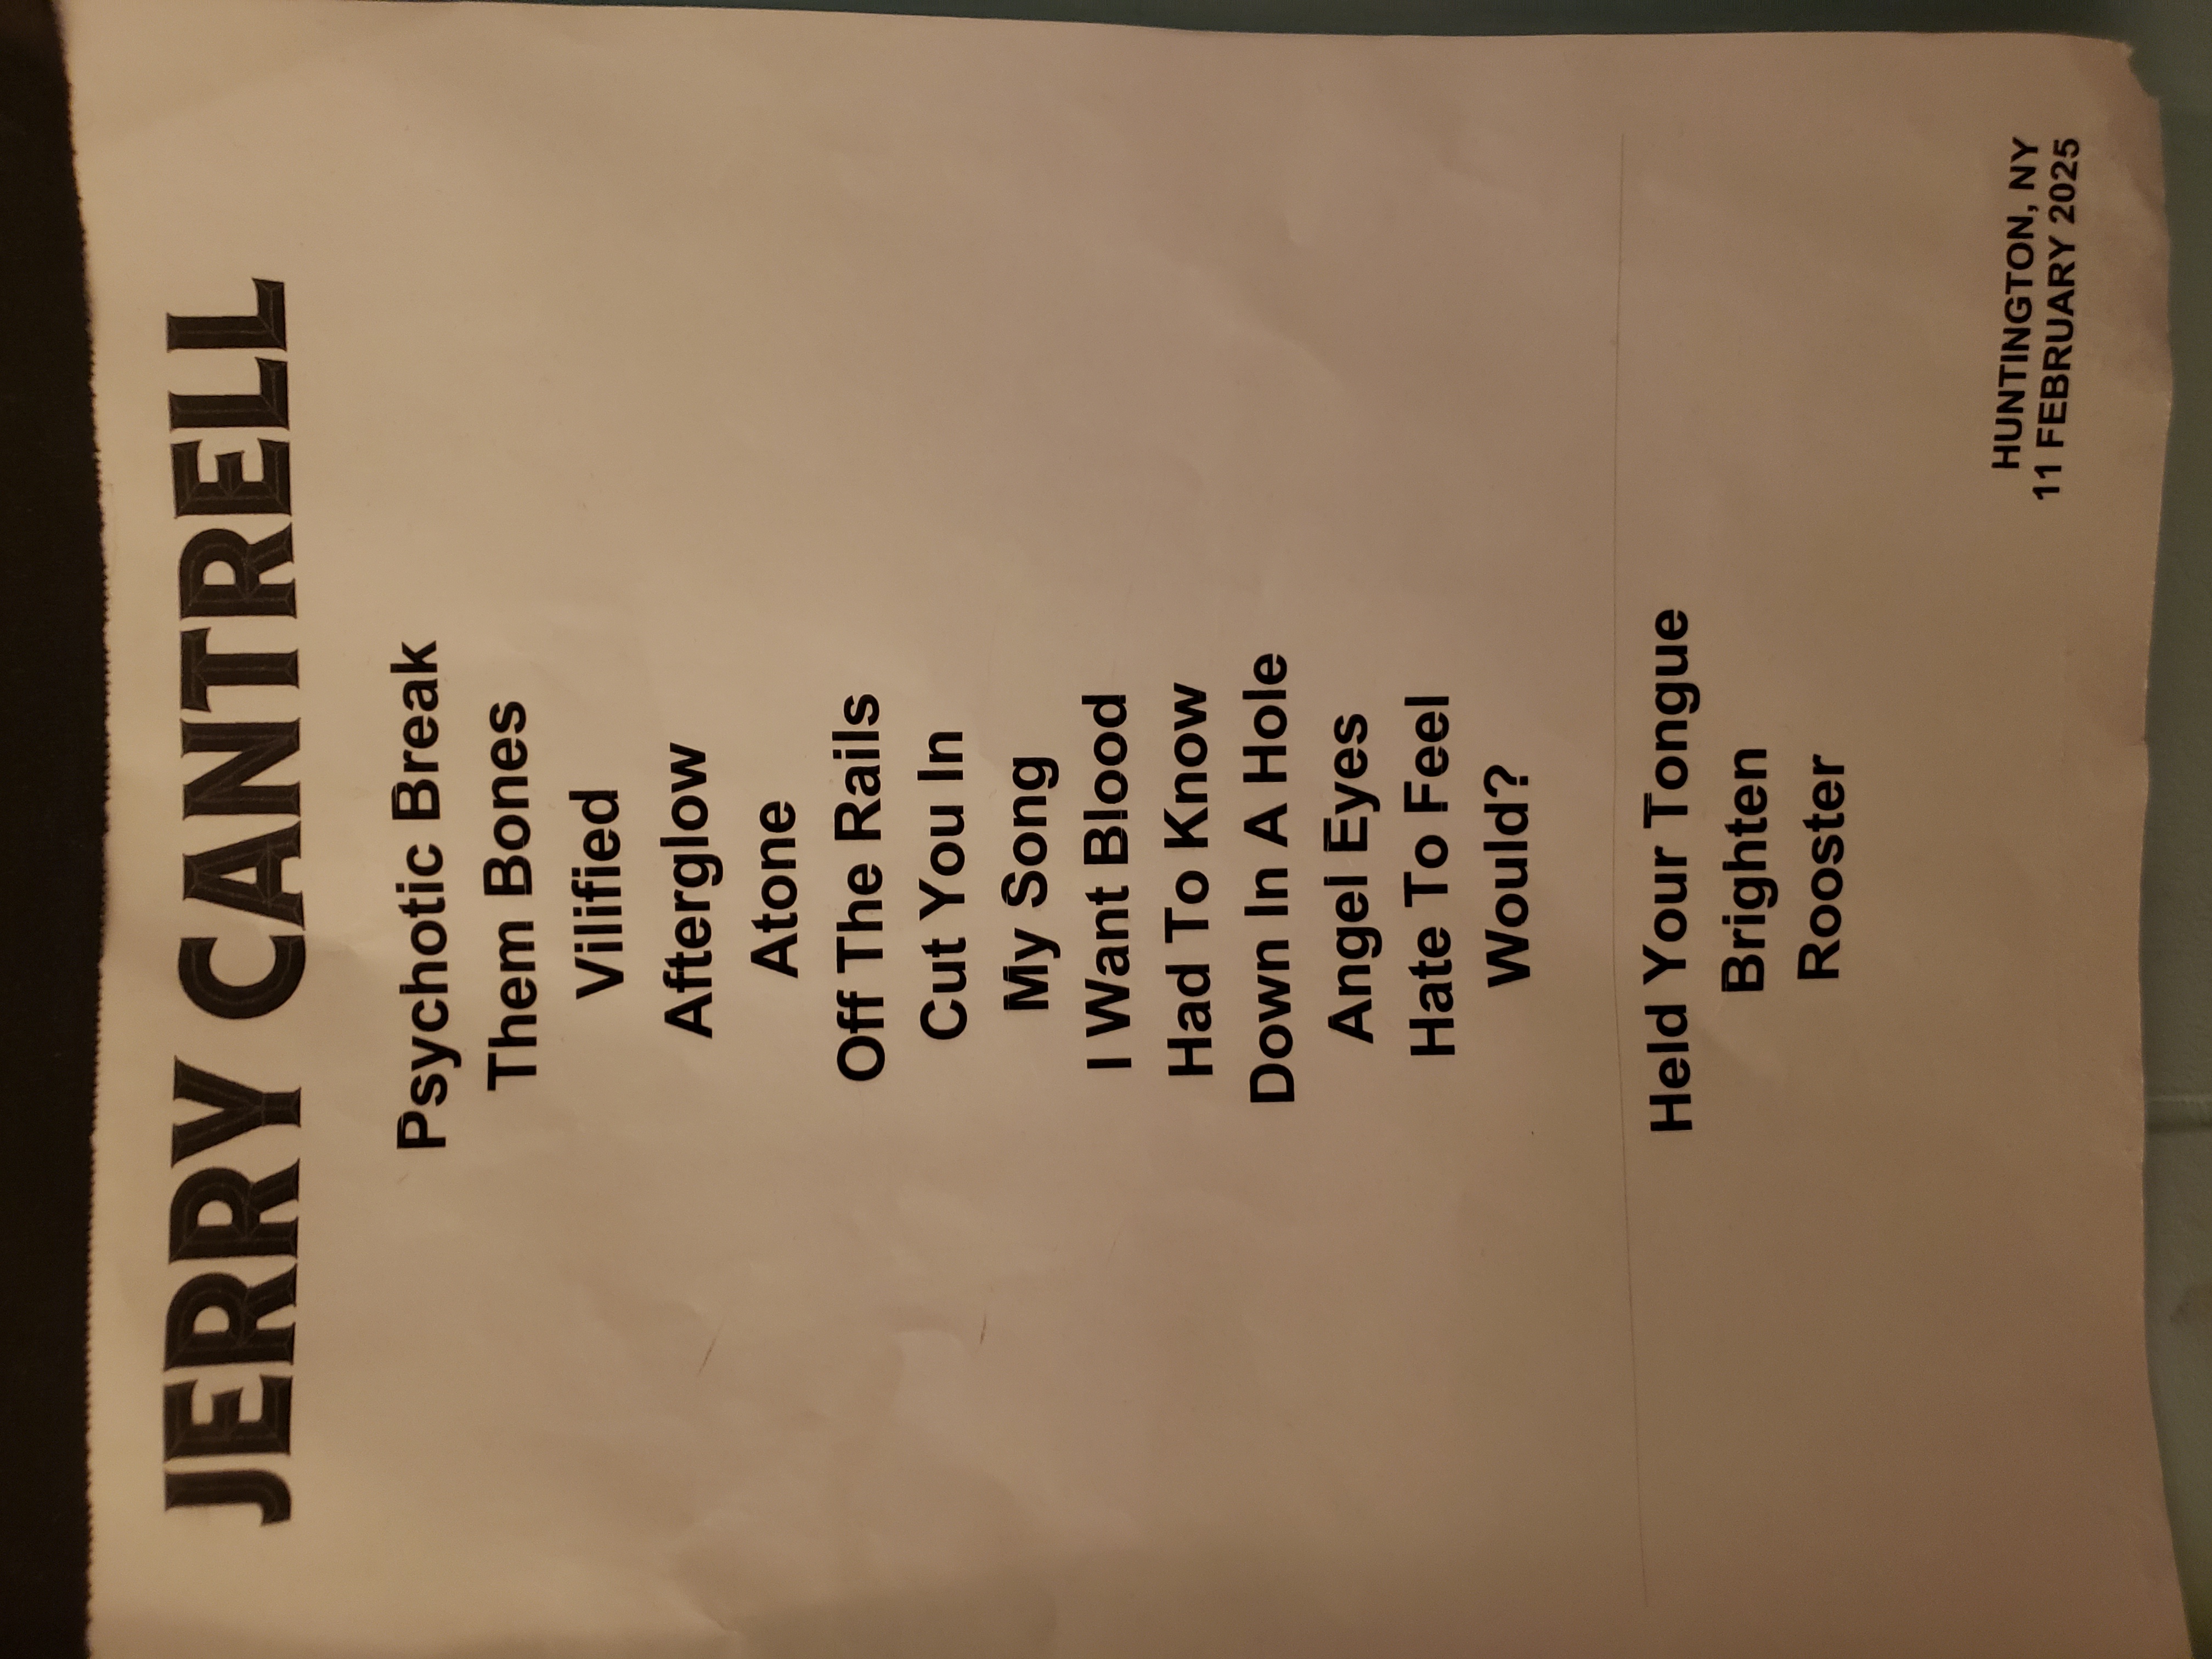 JERRY CANTRELL
Psychotic Break
Them Bones
Vilified
Afterglow
Atone
Off The Rails
Cut You In
My Song
I Want Blood
Had To Know
Down In A Hole
Angel Eyes
Hate To Feel
Would?
Held Your Tongue
Brighten
Rooster
HUNTINGTON, NY
11 FEBRUARY 2025